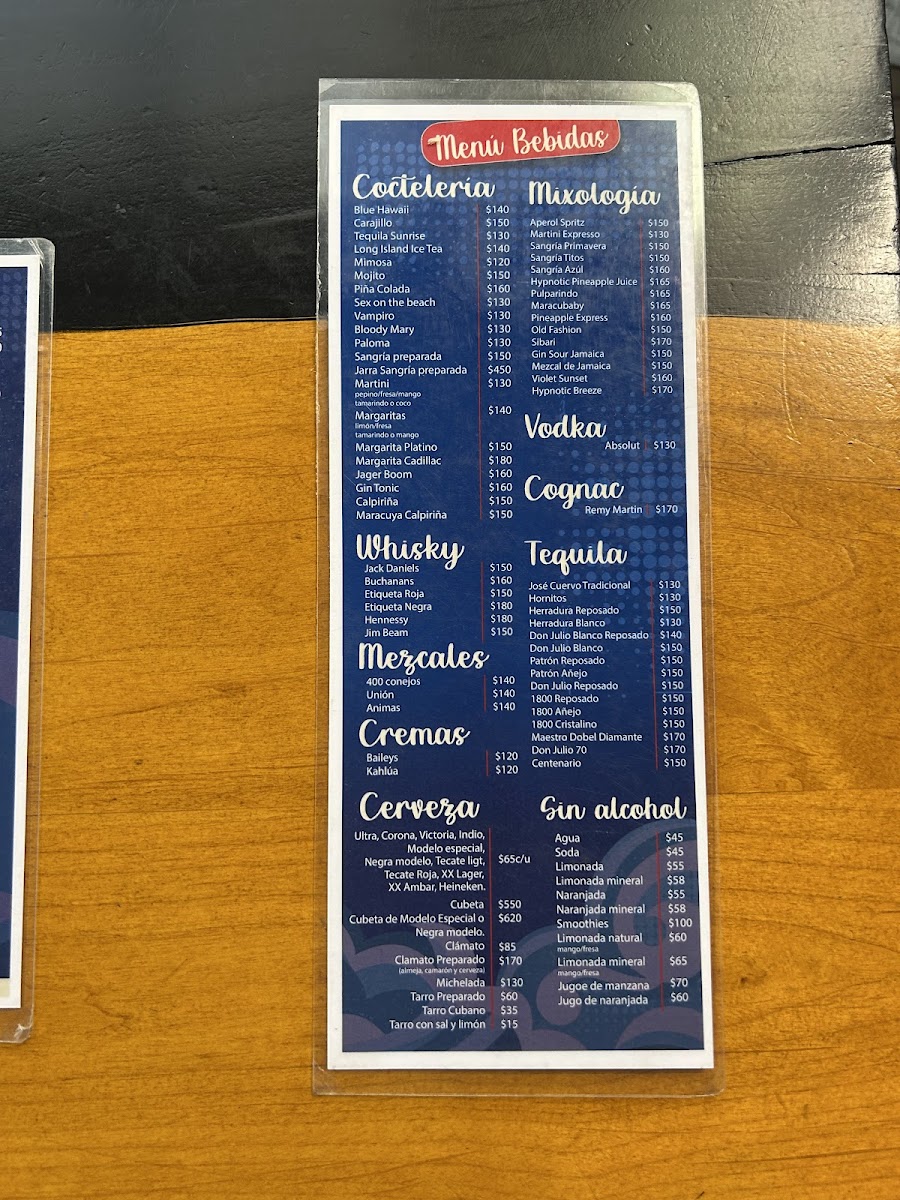 Menú Bebidas
Coctelería
Blue Hawaii $140
Carajillo $150
Tequila Sunrise $130
Long Island Ice Tea $140
Mimosa $120
Mojito $150
Piña Colada $160
Sex on the beach $130
Vampiro $130
Bloody Mary $130
Paloma $130
Sangría preparada $150
Jarra Sangría preparada $450
Martini $130
pepino/fresa/mango
tamarindo o coco
Margaritas $140
limón/fresa
tamarindo o mango
Margarita Platino $150
Margarita Cadillac $180
Jager Boom $160
Gin Tonic $160
Calpiriña $150
Maracuya Calpiriña $150
Whisky
Jack Daniels $150
Buchanans $160
Etiqueta Roja $150
Etiqueta Negra $180
Hennessy $180
Jim Beam $150
Mezcales
400 conejos $140
Unión $140
Animas $140
Cremas
Baileys $120
Kahlúa $120
Cerveza
Ultra, Corona, Victoria, Indio,
Modelo especial,
Negra modelo, Tecate ligt, $65c/u
Tecate Roja, XX Lager,
XX Ambar, Heineken.
Cubeta $550
Cubeta de Modelo Especial o $620
Negra modelo.
Clámato $85
Clamato Preparado $170
(almeja, camarón y cerveza)
Michelada $130
Tarro Preparado $60
Tarro Cubano $35
Tarro con sal y limón $15
Mixología
Aperol Spritz $150
Martini Expresso $130
Sangría Primavera $150
Sangría Titos $150
Sangría Azúl $160
Hypnotic Pineapple Juice $165
Pulparindo $165
Maracubaby $165
Pineapple Express $160
Old Fashion $150
Sibari $170
Gin Sour Jamaica $150
Mezcal de Jamaica $150
Violet Sunset $160
Hypnotic Breeze $170
Vodka
Absolut $130
Cognac
Remy Martin $170
Tequila
José Cuervo Tradicional $130
Hornitos $130
Herradura Reposado $150
Herradura Blanco $130
Don Julio Blanco Reposado $140
Don Julio Blanco $150
Patrón Reposado $150
Patrón Añejo $150
Don Julio Reposado $150
1800 Reposado $150
1800 Añejo $150
1800 Cristalino $150
Maestro Dobel Diamante $170
Don Julio 70 $170
Centenario $150
Sin alcohol
Agua $45
Soda $45
Limonada $55
Limonada mineral $58
Naranjada $55
Naranjada mineral $58
Smoothies $100
Limonada natural $60
mango/fresa
Limonada mineral $65
mango/fresa
Jugoe de manzana $70
Jugo de naranjada $60